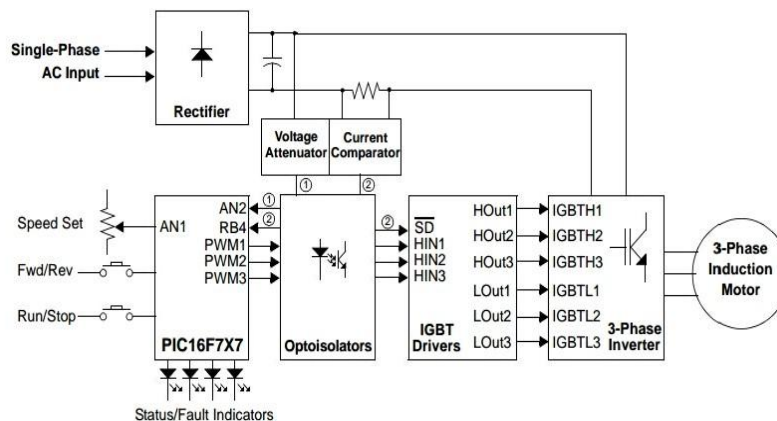 Single-Phase
AC Input
Rectifier
Voltage
Attenuator
Current
Comparator
① ②
Speed Set
Fwd/Rev
Run/Stop
AN1
AN2
RB4
PWM1
PWM2
PWM3
PIC16F7X7
①
②
Optoisolators
②
SD
HIN1
HIN2
HIN3
IGBT
Drivers
HOut1
HOut2
HOut3
LOut1
LOut2
LOut3
IGBTH1
IGBTH2
IGBTH3
IGBTL1
IGBTL2
IGBTL3
3-Phase
Inverter
3-Phase
Induction
Motor
Status/Fault Indicators